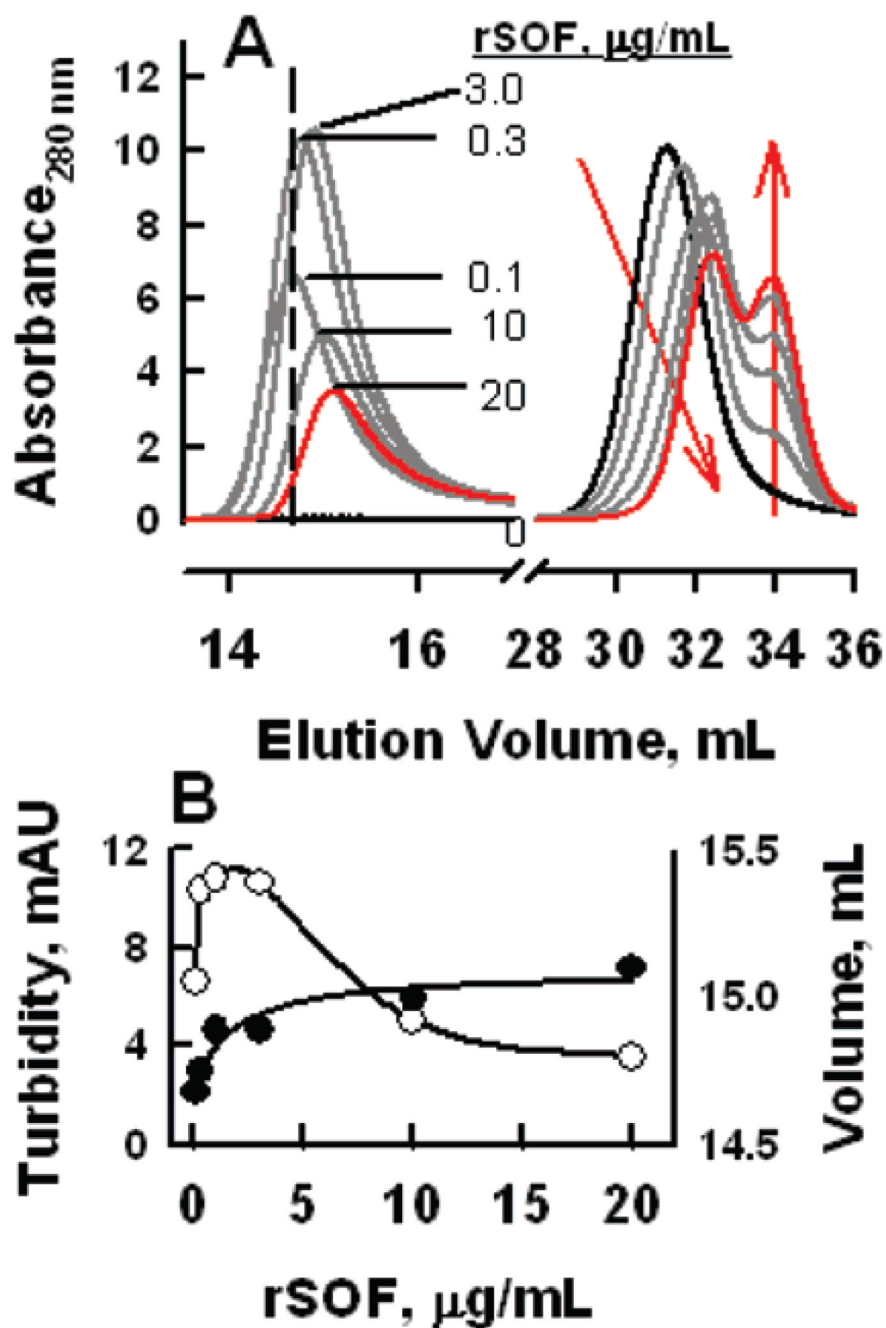 A
rSOF, µg/mL
12
10
8
6
4
2
0
3.0
0.3
0.1
10
20
0
14 16 28 30 32 34 36
Absorbance280 nm
Elution Volume, mL
B
12
8
4
0
15.5
15.0
14.5
Turbidity, mAU
Volume, mL
0 5 10 15 20
rSOF, µg/mL